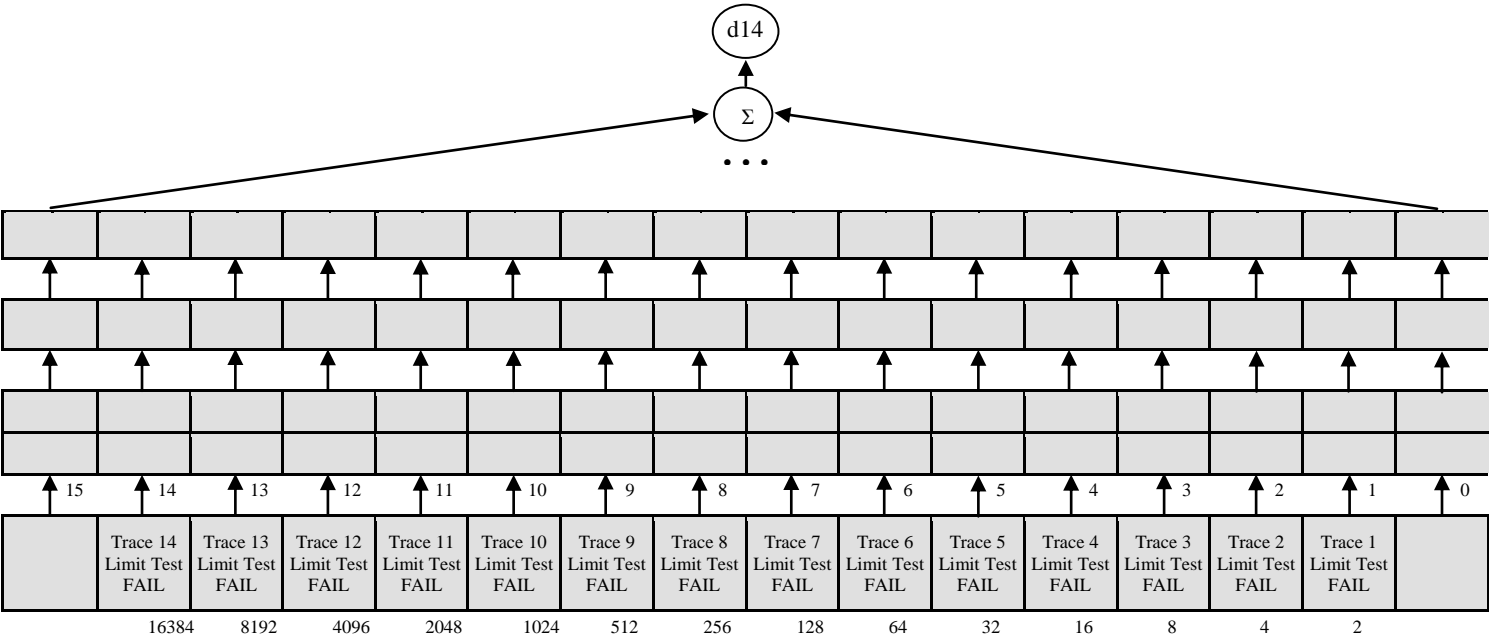 d14
Σ
. . .
15 14 13 12 11 10 9 8 7 6 5 4 3 2 1 0
Trace 14 Trace 13 Trace 12 Trace 11 Trace 10 Trace 9 Trace 8 Trace 7 Trace 6 Trace 5 Trace 4 Trace 3 Trace 2 Trace 1
Limit Test Limit Test Limit Test Limit Test Limit Test Limit Test Limit Test Limit Test Limit Test Limit Test Limit Test Limit Test Limit Test Limit Test
FAIL FAIL FAIL FAIL FAIL FAIL FAIL FAIL FAIL FAIL FAIL FAIL FAIL FAIL
16384 8192 4096 2048 1024 512 256 128 64 32 16 8 4 2